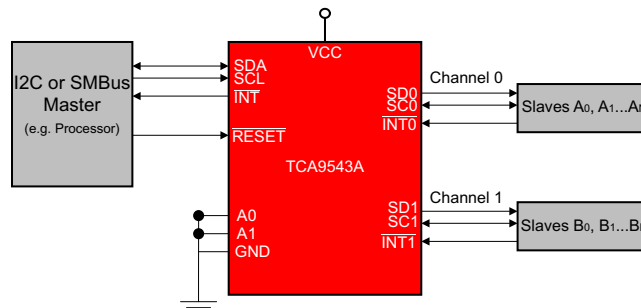 I2C or SMBus
Master
(e.g. Processor)
VCC
SDA
SCL
INT
RESET
TCA9543A
A0
A1
GND
SD0
SC0
INT0
SD1
SC1
INT1
Channel 0
Channel 1
Slaves A0, A1...
Slaves B0, B1...